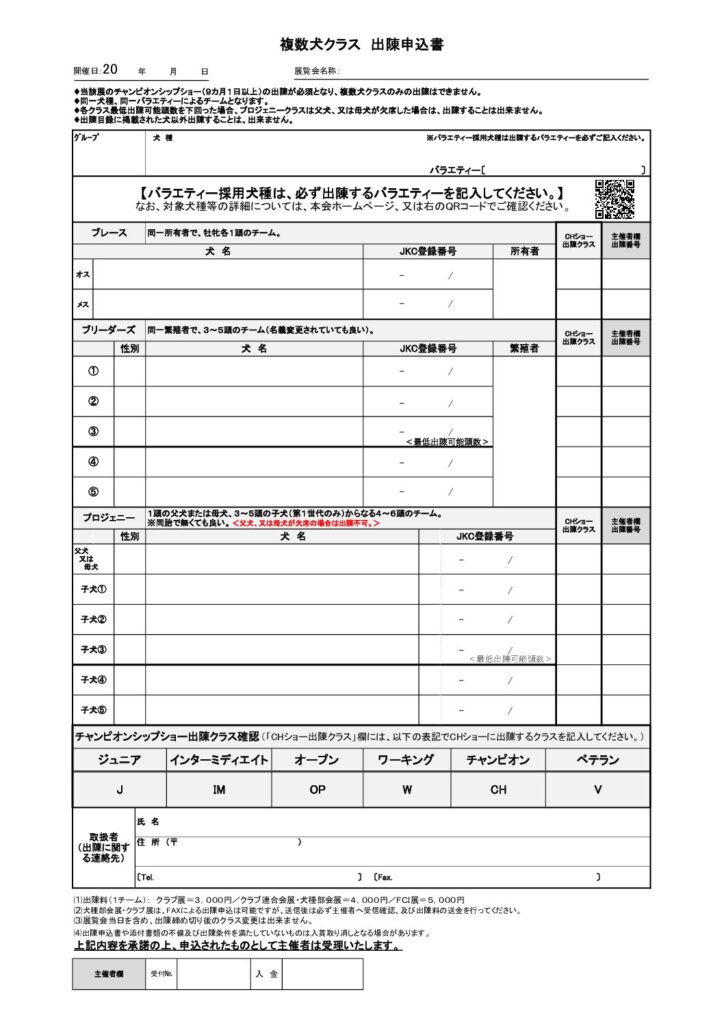 複数犬クラス 出陳申込書
開催日：20 年 月 日 展覧会名称：
◆当該展のチャンピオンシップショー（9カ月1日以上）の出陳が必須となり、複数犬クラスのみの出陳はできません。
◆同一犬種、同一バラエティーによるチームとなります。
◆各クラス最低出陳可能頭数を下回った場合、プロジェニークラスは父犬、又は母犬が欠席した場合は、出陳することは出来ません。
◆出陳目録に掲載された犬以外出陳することは、出来ません。
グループ 犬 種 ※バラエティー採用犬種は出陳するバラエティーを必ずご記入ください。
バラエティー〔 〕
【バラエティー採用犬種は、必ず出陳するバラエティーを記入してください。】
なお、対象犬種等の詳細については、本会ホームページ、又は右のQRコードでご確認ください。
ブレース 同一所有者で、牡牝各1頭のチーム。 CHショー出陳クラス 主催者欄出陳番号
犬 名 JKC登録番号 所有者
オス － ／
メス － ／
ブリーダーズ 同一繁殖者で、3～5頭のチーム（名義変更されていても良い）。 CHショー出陳クラス 主催者欄出陳番号
性別 犬 名 JKC登録番号 繁殖者
① － ／
② － ／
③ － ／
＜最低出陳可能頭数＞
④ － ／
⑤ － ／
プロジェニー 1頭の父犬または母犬、3～5頭の子犬（第1世代のみ）からなる4～6頭のチーム。 CHショー出陳クラス 主催者欄出陳番号
※同胎で無くても良い。＜父犬、又は母犬が欠席の場合は出陳不可。＞
性別 犬 名 JKC登録番号
父犬又は母犬 － ／
子犬① － ／
子犬② － ／
子犬③ － ／
＜最低出陳可能頭数＞
子犬④ － ／
子犬⑤ － ／
チャンピオンシップショー出陳クラス確認（「CHショー出陳クラス」欄には、以下の表記でCHショーに出陳するクラスを記入してください。）
ジュニア インターミディエイト オープン ワーキング チャンピオン ベテラン
J IM OP W CH V
取扱者（出陳に関する連絡先）
氏 名
住 所（〒 ）
〔Tel. 〕〔Fax. 〕
⑴出陳料（1チーム）： クラブ展＝3,000円／クラブ連合会展・犬種部会展＝4,000円／FCI展＝5,000円
⑵犬種部会展・クラブ展は、FAXによる出陳申込は可能ですが、送信後は必ず主催者へ受信確認、及び出陳料の送金を行ってください。
⑶展覧会当日を含め、出陳締め切り後のクラス変更は出来ません。
⑷出陳申込書や添付書類の不備及び出陳条件を満たしていないものは入賞取り消しとなる場合があります。
上記内容を承諾の上、申込されたものとして主催者は受理いたします。
主催者欄 受付No. 入 金